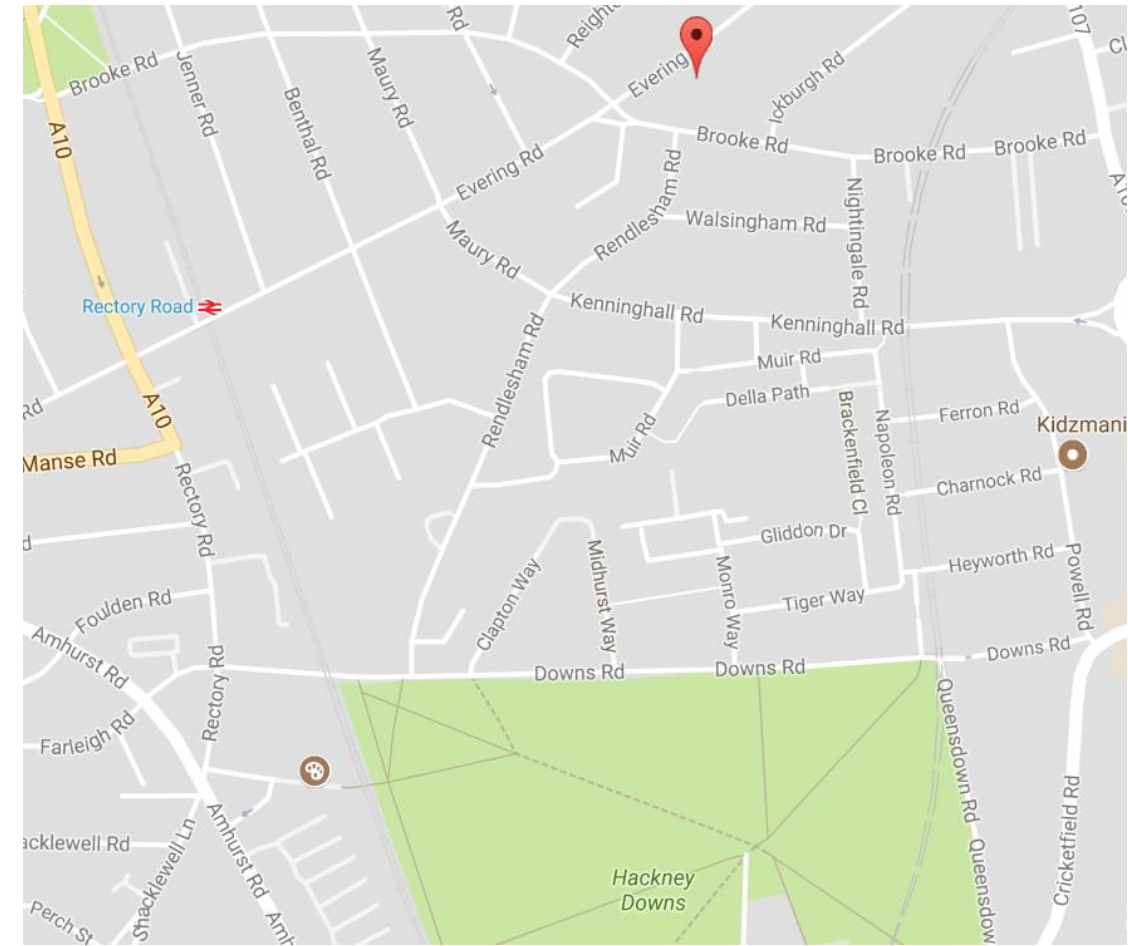 Rd
Reight
107
Cl
Brooke Rd
Jenner Rd
Maury Rd
Evering
Ickburgh Rd
A10
Benthal Rd
Brooke Rd
Brooke Rd
Brooke Rd
Evering Rd
Rendlesham Rd
Nightingale Rd
A10
Walsingham Rd
Maury Rd
Rectory Road
Kenninghall Rd
Kenninghall Rd
Rendlesham Rd
Muir Rd
Della Path
Rd
A10
Brackenfield Cl
Napoleon Rd
Ferron Rd
Kidzmani
Manse Rd
Muir Rd
Charnock Rd
Rectory Rd
d
Gliddon Dr
Heyworth Rd
Powell Rd
Clapton Way
Midhurst Way
Monro Way
Tiger Way
Foulden Rd
Amhurst Rd
Rectory Rd
Downs Rd
Downs Rd
Downs Rd
Farleigh Rd
Queensdown Rd
Cricketfield Rd
acklewell Rd
Shacklewell Ln
Amhurst Rd
Amh
Hackney
Downs
Queensdow
Perch St